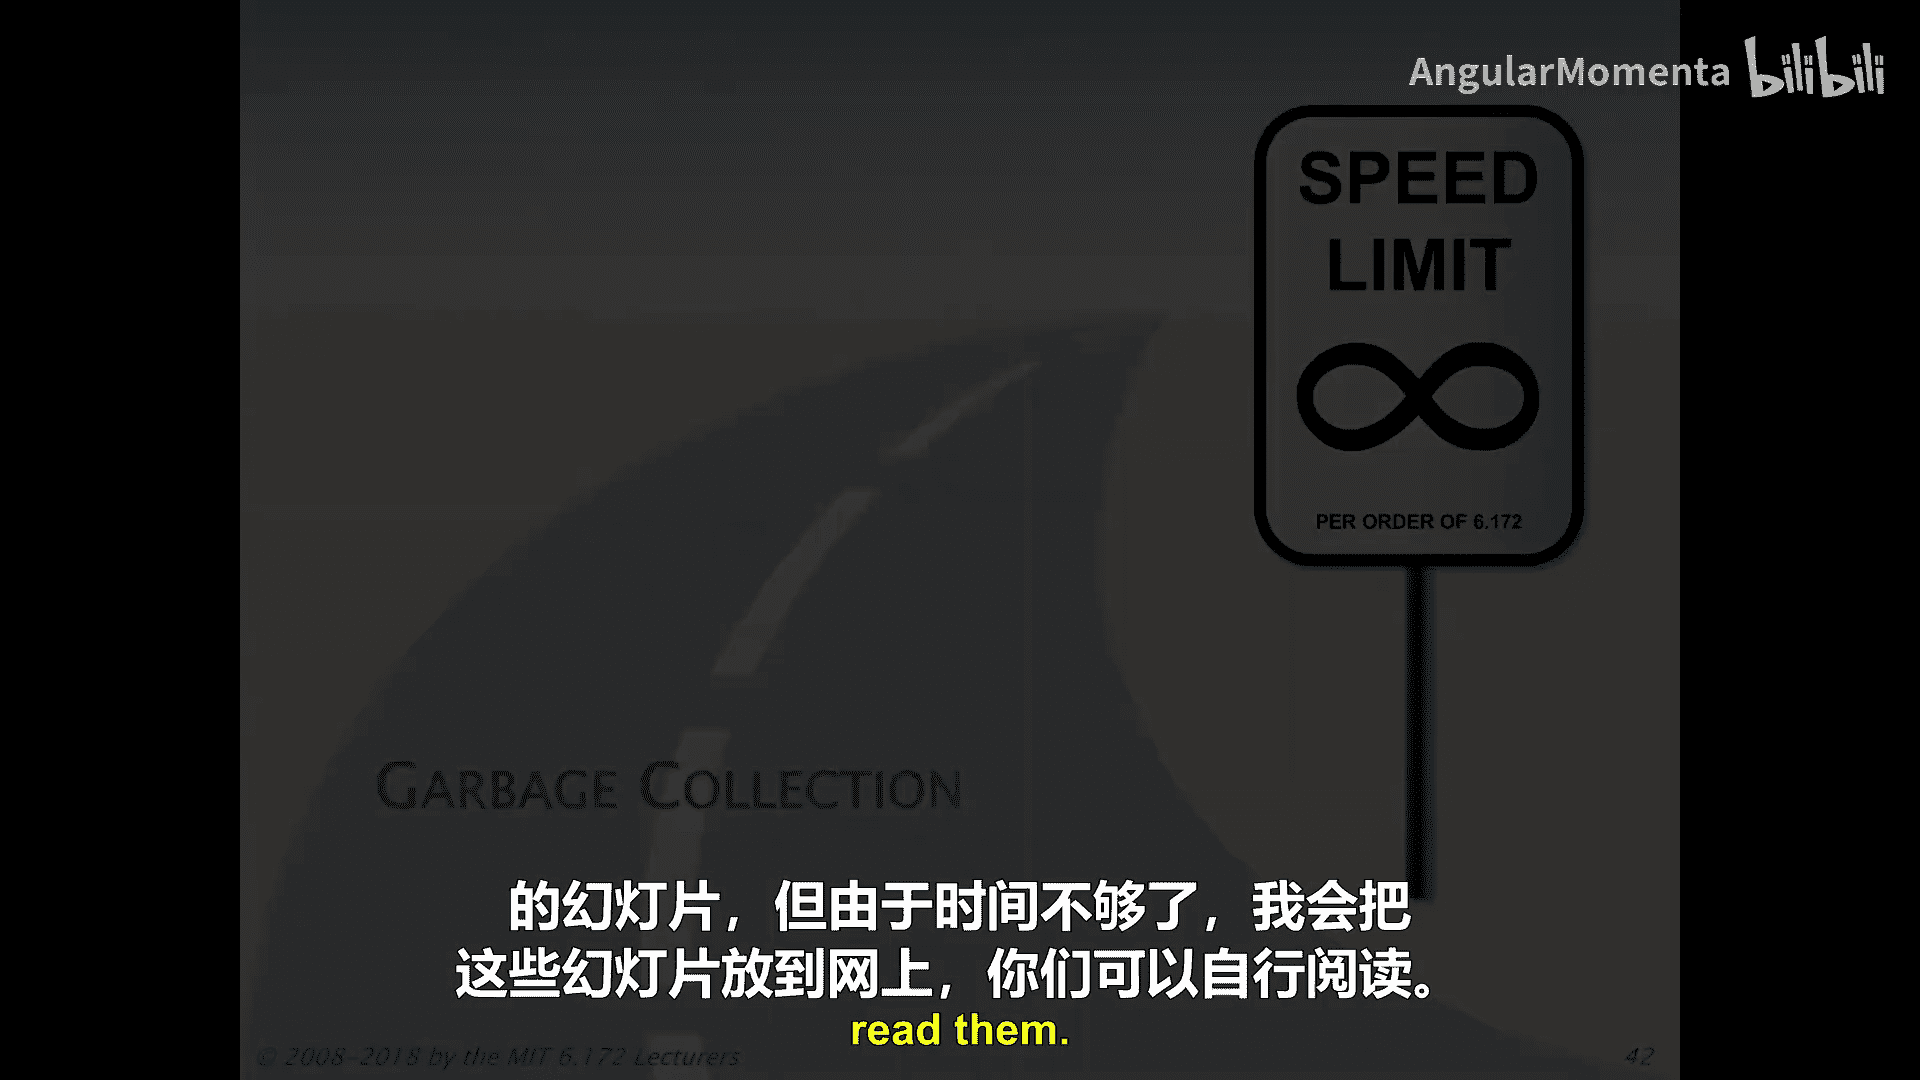 AngularMomenta bilibili
SPEED
LIMIT
∞
PER ORDER OF 6.172
GARBAGE COLLECTION
的幻灯片，但由于时间不够了，我会把
这些幻灯片放到网上，你们可以自行阅读。
read them.
© 2008–2018 by the MIT 6.172 Lecturers
42